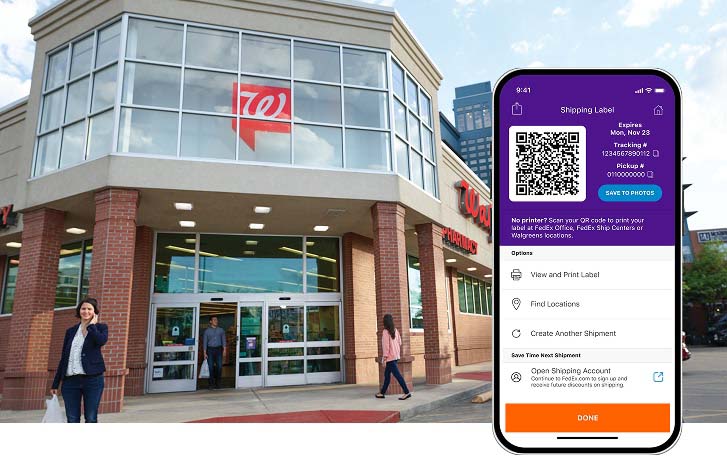 W
Wal
PHARMACY
9:41
Shipping Label
Expires
Mon, Nov 23
Tracking #
1234567890112
Pickup #
0110000000
SAVE TO PHOTOS
No printer? Scan your QR code to print your
label at FedEx Office, FedEx Ship Centers or
Walgreens locations.
Options
View and Print Label
Find Locations
Create Another Shipment
Save Time Next Shipment
Open Shipping Account
Continue to FedEx.com to sign up and
receive future discounts on shipping.
DONE